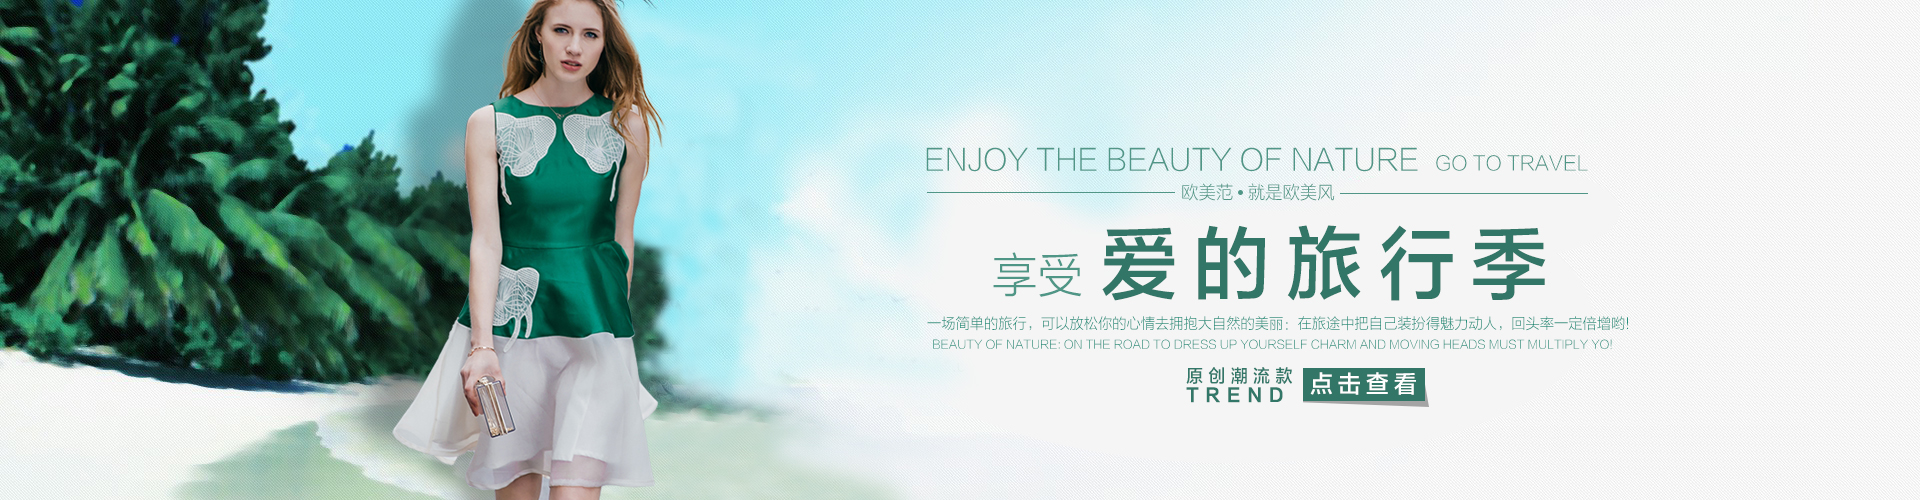 ENJOY THE BEAUTY OF NATURE GO TO TRAVEL
欧美范•就是欧美风
享受 爱的旅行季
一场简单的旅行，可以放松你的心情去拥抱大自然的美丽；在旅途中把自己装扮得魅力动人，回头率一定倍增哟!
BEAUTY OF NATURE: ON THE ROAD TO DRESS UP YOURSELF CHARM AND MOVING HEADS MUST MULTIPLY YO!
原创潮流款
TREND
点击查看